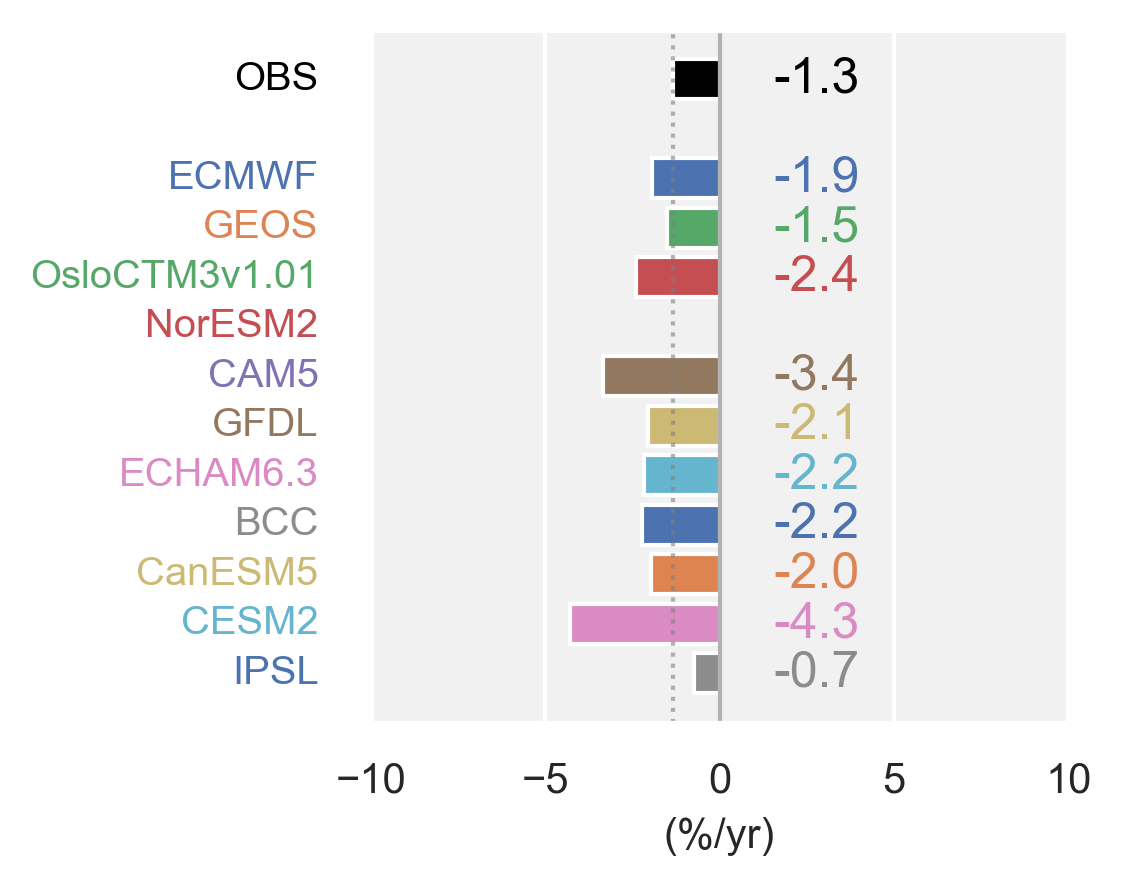 OBS -1.3
ECMWF -1.9
GEOS -1.5
OsloCTM3v1.01 -2.4
NorESM2
CAM5 -3.4
GFDL -2.1
ECHAM6.3 -2.2
BCC -2.2
CanESM5 -2.0
CESM2 -4.3
IPSL -0.7
−10 −5 0 5 10
(%/yr)